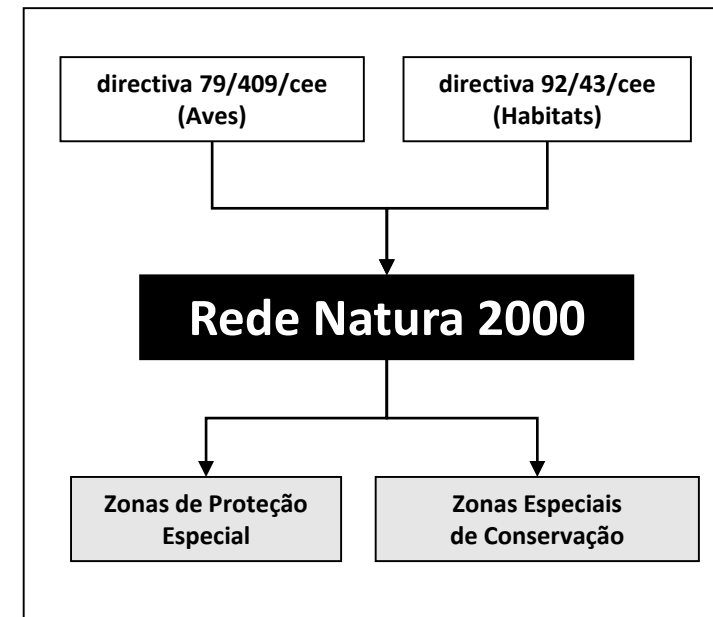 directiva 79/409/cee
(Aves)
directiva 92/43/cee
(Habitats)
Rede Natura 2000
Zonas de Proteção
Especial
Zonas Especiais
de Conservação